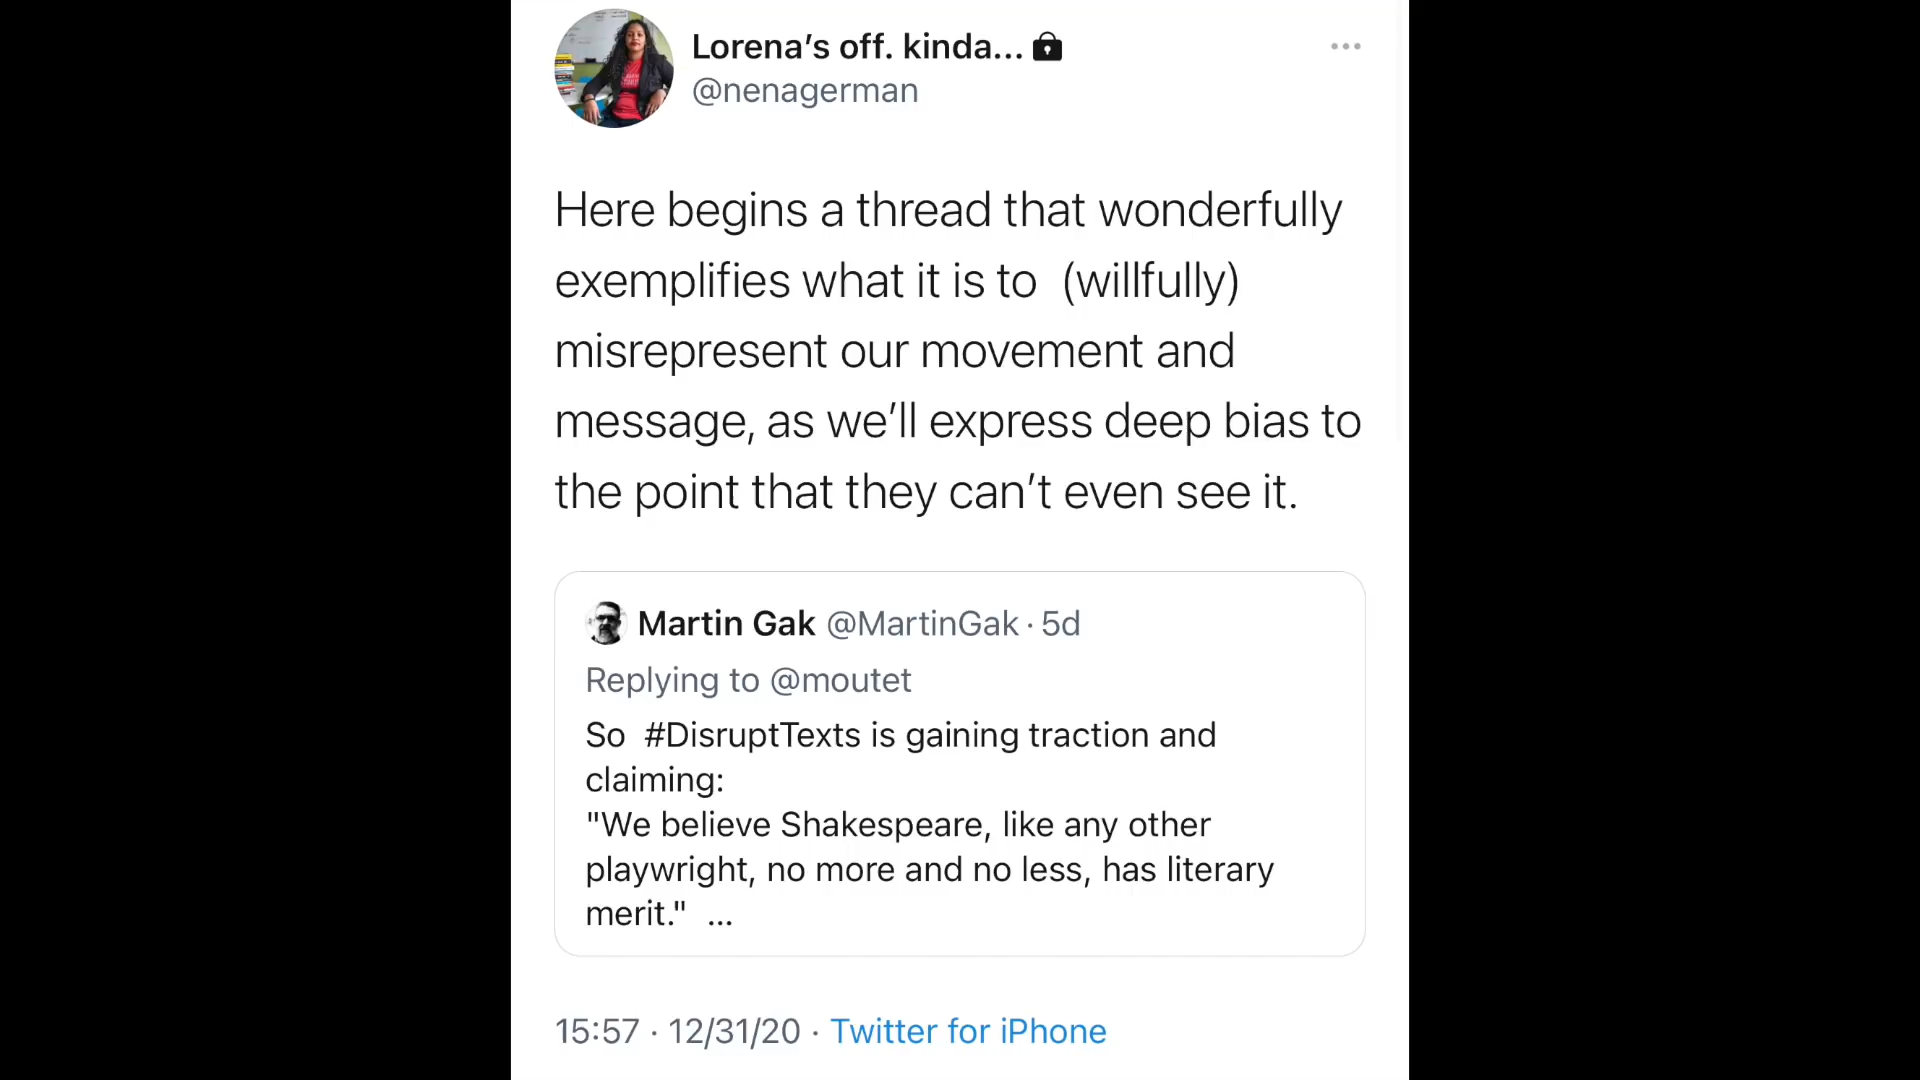 Lorena’s off. kinda...
@nenagerman
Here begins a thread that wonderfully
exemplifies what it is to  (willfully)
misrepresent our movement and
message, as we’ll express deep bias to
the point that they can’t even see it.
Martin Gak @MartinGak · 5d
Replying to @moutet
So  #DisruptTexts is gaining traction and
claiming:
"We believe Shakespeare, like any other
playwright, no more and no less, has literary
merit."  ...
15:57 · 12/31/20 · Twitter for iPhone